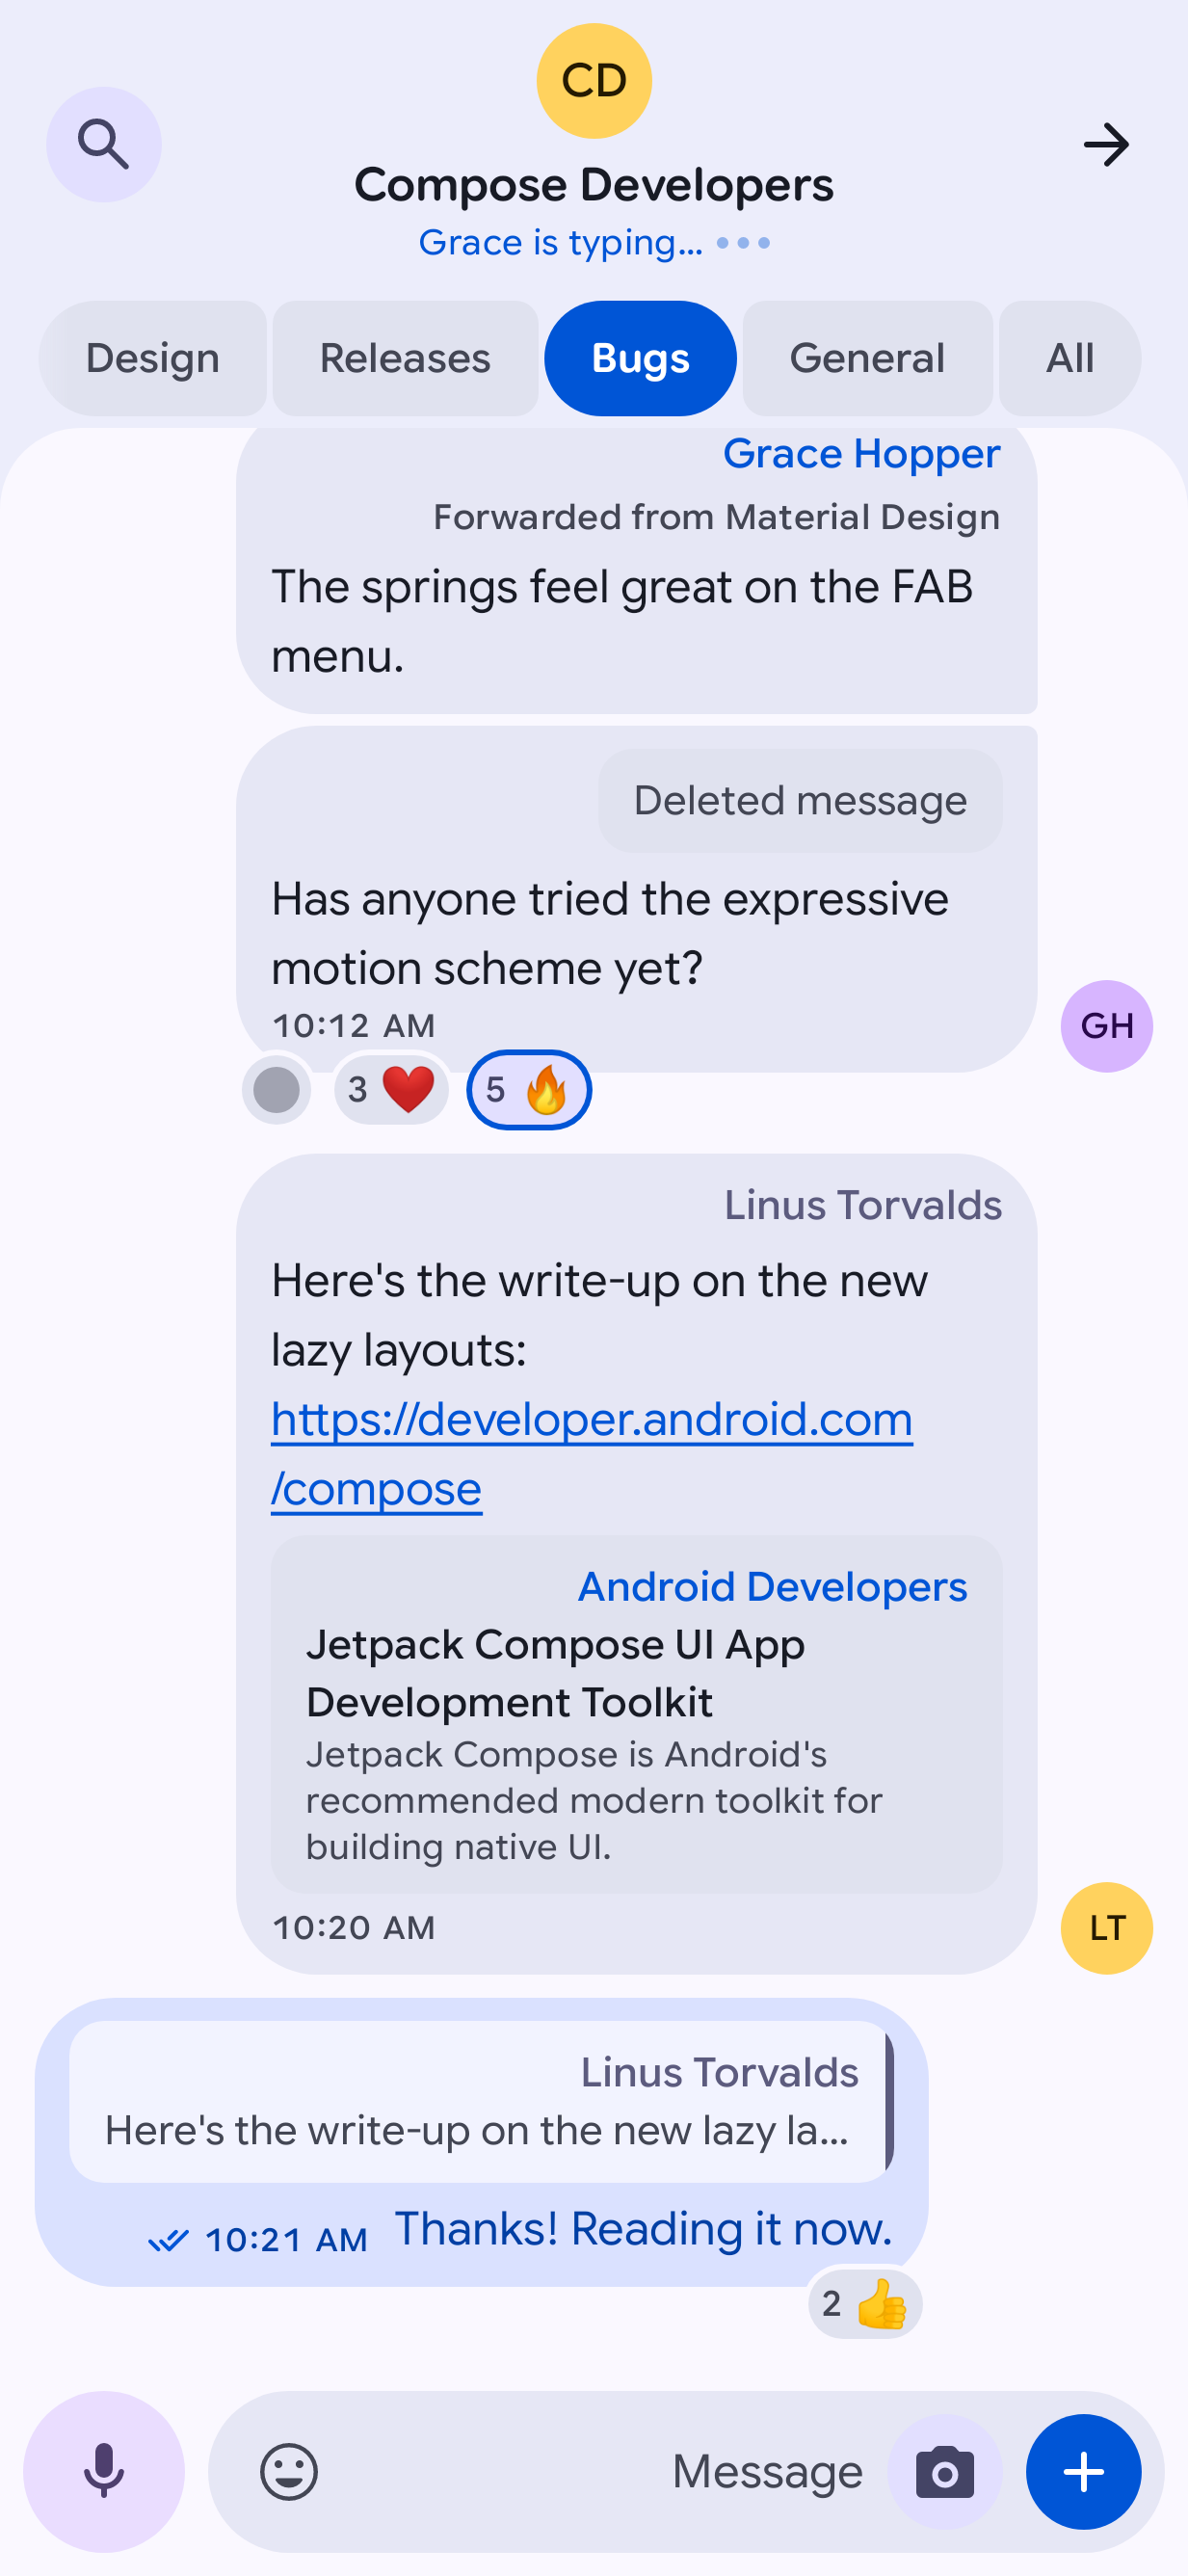 CD
Compose Developers
Grace is typing...
Design
Releases
Bugs
General
All
Grace Hopper
Forwarded from Material Design
The springs feel great on the FAB
menu.
Deleted message
Has anyone tried the expressive
motion scheme yet?
10:12 AM
GH
3 ❤️
5 🔥
Linus Torvalds
Here's the write-up on the new
lazy layouts:
https://developer.android.com
/compose
Android Developers
Jetpack Compose UI App
Development Toolkit
Jetpack Compose is Android's
recommended modern toolkit for
building native UI.
10:20 AM
LT
Linus Torvalds
Here's the write-up on the new lazy la...
Thanks! Reading it now.
10:21 AM
2 👍
Message